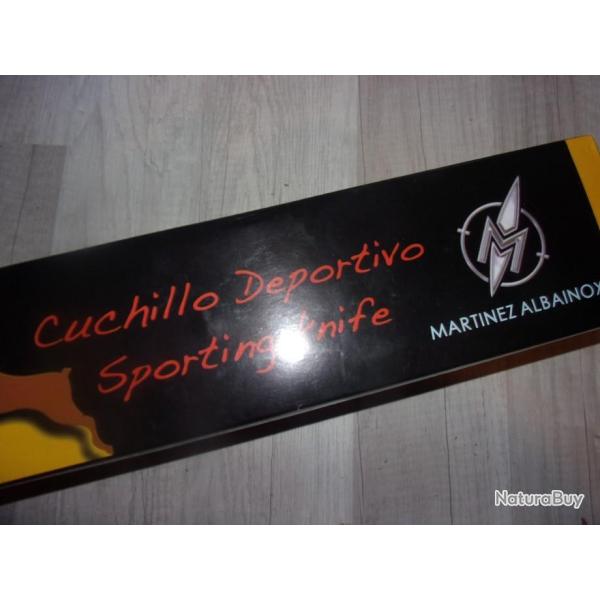 Cuchillo Deportivo
Sporting knife
M
MARTINEZ ALBAINOX
NaturaBuy